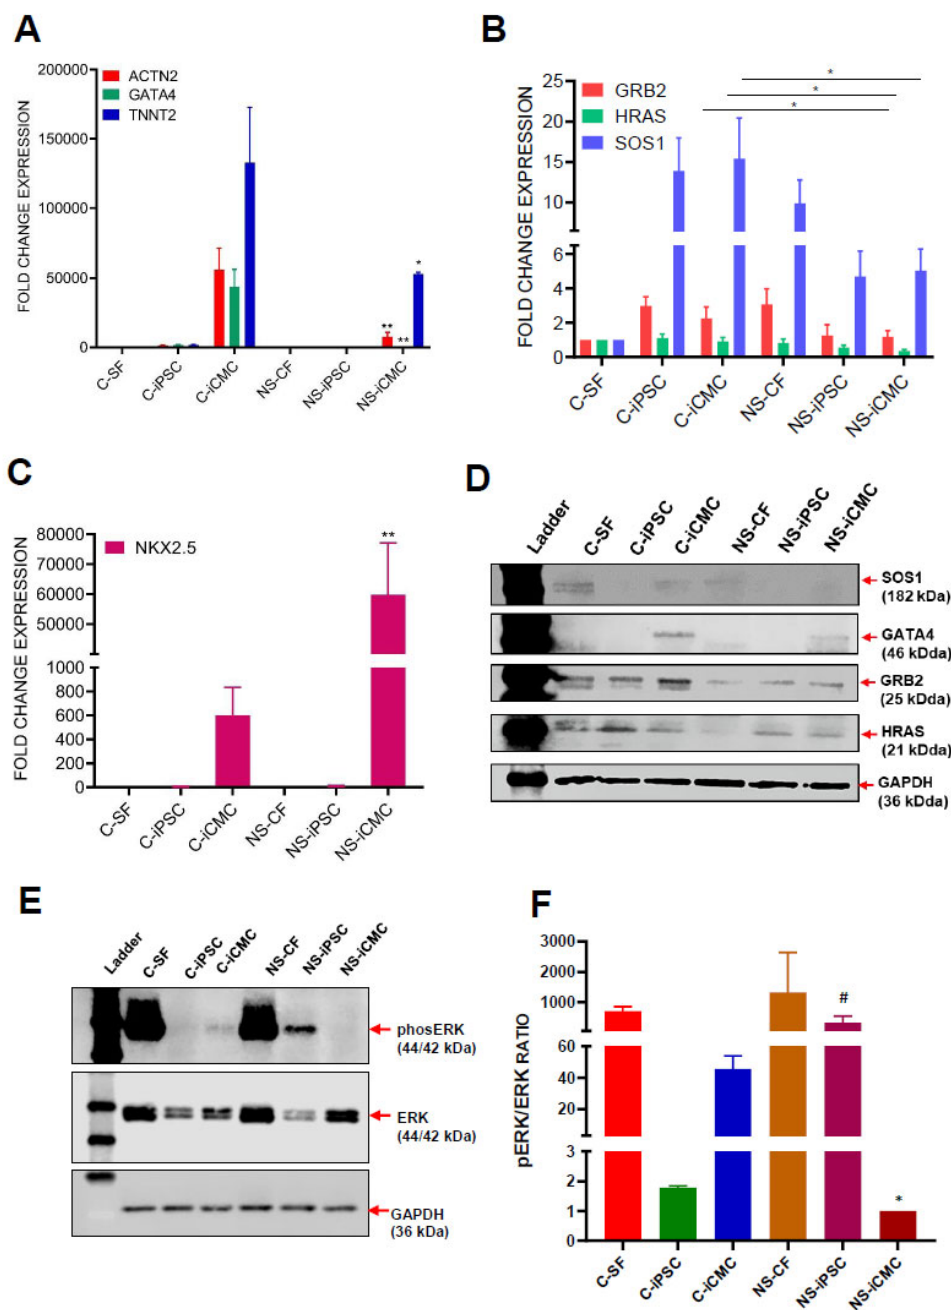 A
FOLD CHANGE EXPRESSION
200000
150000
100000
50000
0
ACTN2
GATA4
TNNT2
**
**
*
C-SF
C-iPSC
C-iCMC
NS-CF
NS-iPSC
NS-iCMC
B
FOLD CHANGE EXPRESSION
25
20
15
10
6
4
2
0
GRB2
HRAS
SOS1
*
*
*
C-SF
C-iPSC
C-iCMC
NS-CF
NS-iPSC
NS-iCMC
C
FOLD CHANGE EXPRESSION
80000
70000
60000
50000
1000
800
600
400
200
0
NKX2.5
**
C-SF
C-iPSC
C-iCMC
NS-CF
NS-iPSC
NS-iCMC
D
Ladder
C-SF
C-iPSC
C-iCMC
NS-CF
NS-iPSC
NS-iCMC
SOS1
(182 kDa)
GATA4
(46 kDda)
GRB2
(25 kDda)
HRAS
(21 kDda)
GAPDH
(36 kDda)
E
Ladder
C-SF
C-iPSC
C-iCMC
NS-CF
NS-iPSC
NS-iCMC
phosERK
(44/42 kDa)
ERK
(44/42 kDa)
GAPDH
(36 kDa)
F
pERK/ERK RATIO
3000
2000
1000
60
40
20
3
2
1
0
#
*
C-SF
C-iPSC
C-iCMC
NS-CF
NS-iPSC
NS-iCMC